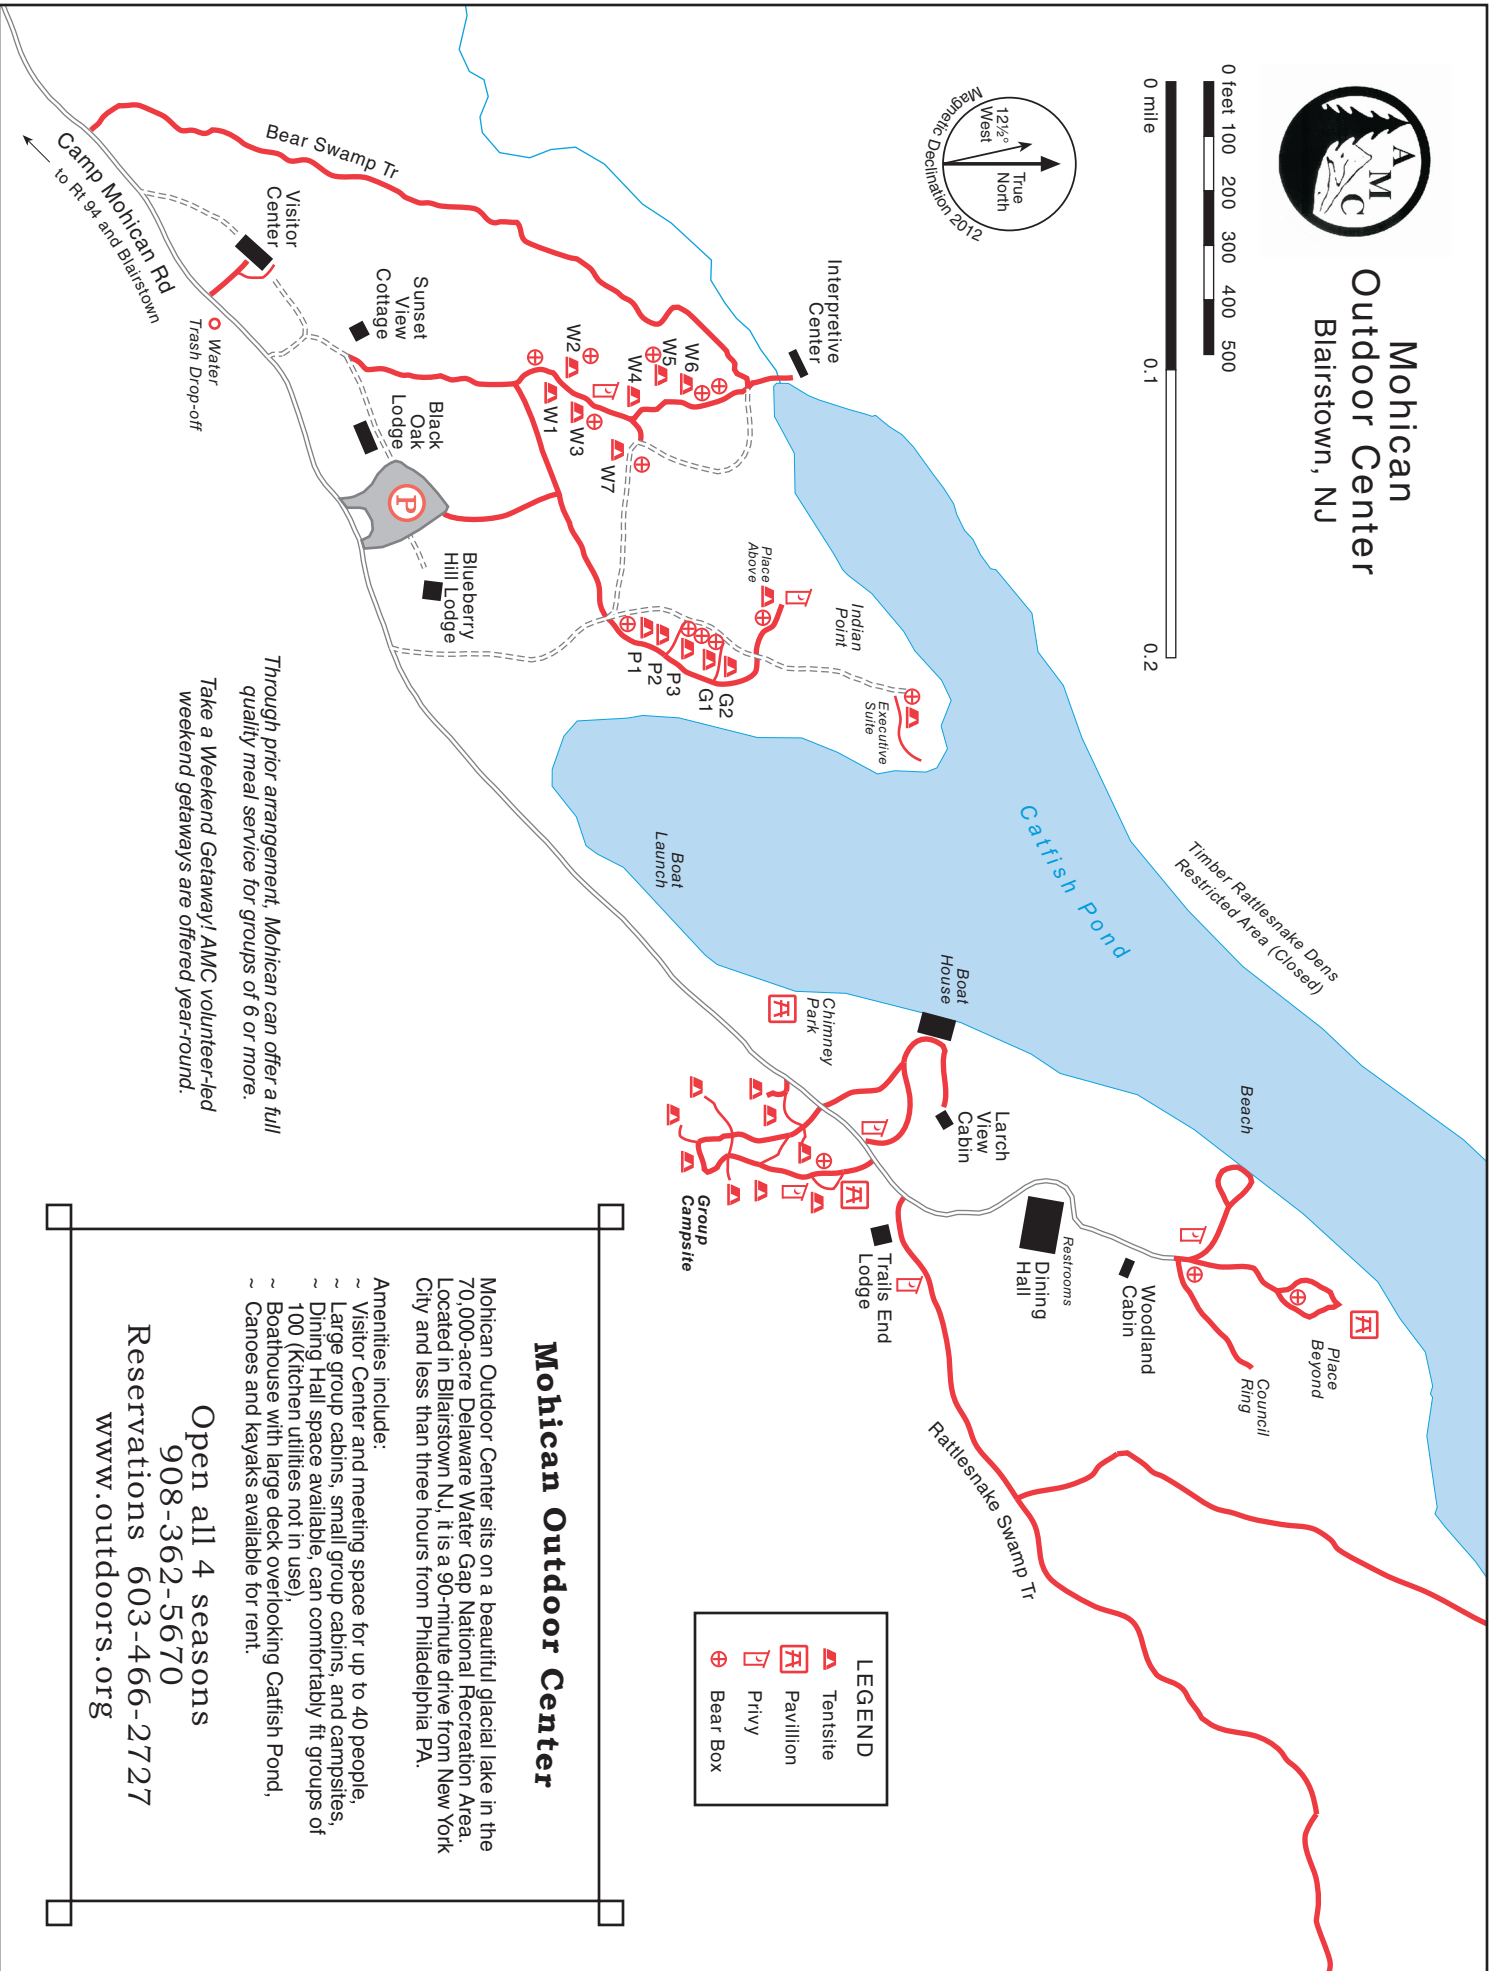 AMC
Mohican
Outdoor Center
Blairstown, NJ
0 feet 100 200 300 400 500
0 mile 0.1 0.2
12½°
West
True
North
Magnetic Declination 2012
Timber Rattlesnake Dens
Restricted Area (Closed)
Catfish Pond
Beach
Place
Beyond
Council
Ring
Woodland
Cabin
Restrooms
Dining
Hall
Larch
View
Cabin
Boat
House
Trails End
Lodge
Rattlesnake Swamp Tr
Chimney
Park
Group
Campsite
Boat
Launch
Interpretive
Center
Indian
Point
Executive
Suite
Place
Above
G2
G1
P3
P2
P1
W6
W5
W4
W2
W3
W1
W7
Bear Swamp Tr
Sunset
View
Cottage
Black
Oak
Lodge
P
Blueberry
Hill Lodge
Visitor
Center
Water
Trash Drop-off
Camp Mohican Rd
to Rt 94 and Blairstown
Through prior arrangement, Mohican can offer a full
quality meal service for groups of 6 or more.
Take a Weekend Getaway! AMC volunteer-led
weekend getaways are offered year-round.
LEGEND
Tentsite
Pavillion
Privy
Bear Box
Mohican Outdoor Center
Mohican Outdoor Center sits on a beautiful glacial lake in the
70,000-acre Delaware Water Gap National Recreation Area.
Located in Blairstown NJ, it is a 90-minute drive from New York
City and less than three hours from Philadelphia PA.
Amenities include:
~ Visitor Center and meeting space for up to 40 people,
~ Large group cabins, small group cabins, and campsites,
~ Dining Hall space available, can comfortably fit groups of
100 (Kitchen utilities not in use),
~ Boathouse with large deck overlooking Catfish Pond,
~ Canoes and kayaks available for rent.
Open all 4 seasons
908-362-5670
Reservations 603-466-2727
www.outdoors.org